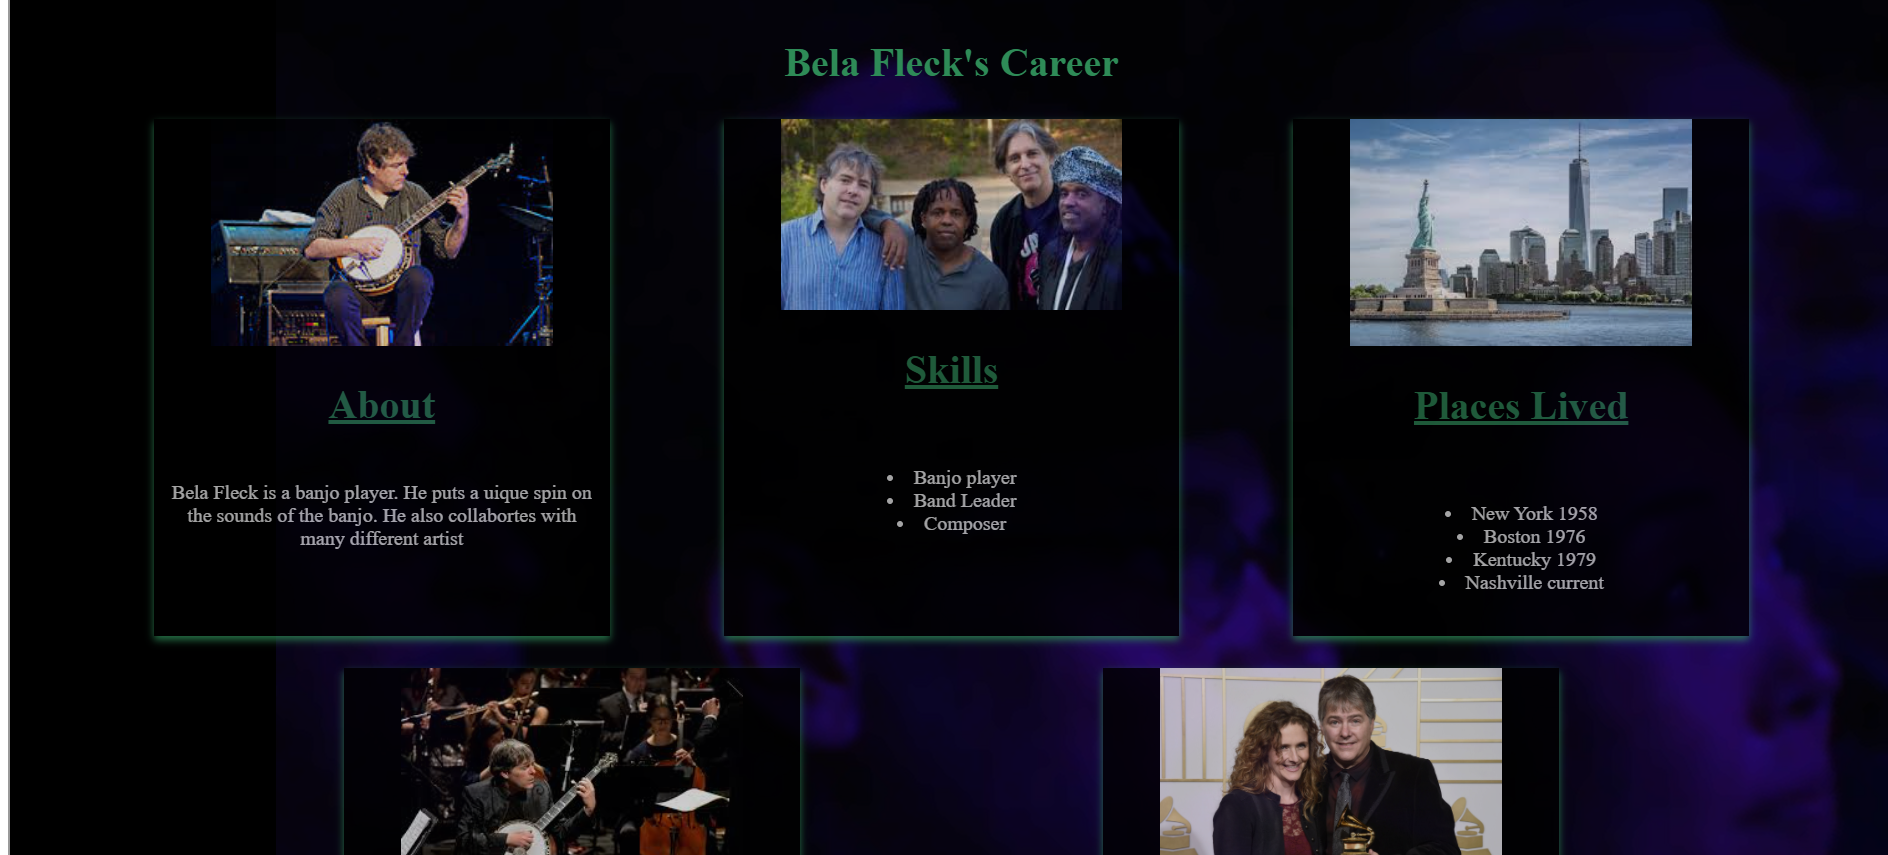 Bela Fleck's Career
About
Bela Fleck is a banjo player. He puts a uique spin on
the sounds of the banjo. He also collabortes with
many different artist
Skills
• Banjo player
• Band Leader
• Composer
Places Lived
• New York 1958
• Boston 1976
• Kentucky 1979
• Nashville current